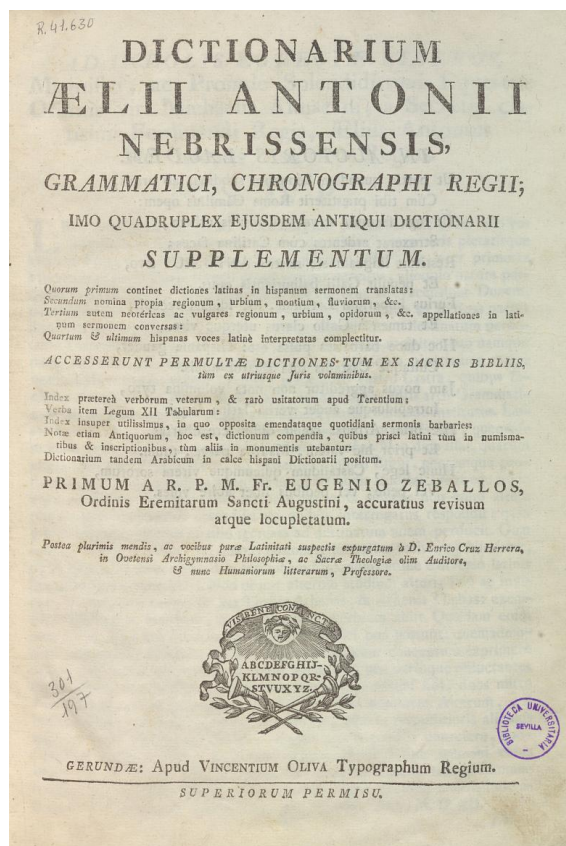 R.41.630
DICTIONARIUM
ÆLII ANTONII
NEBRISSENSIS,
GRAMMATICI, CHRONOGRAPHI REGII;
IMO QUADRUPLEX EJUSDEM ANTIQUI DICTIONARII
SUPPLEMENTUM.
Quorum primum continet dictiones latinas in hispanum sermonem translatas:
Secundum nomina propia regionum, urbium, montium, fluviorum, &c.
Tertium autem neotéricas ac vulgares regionum, urbium, opidorum, &c. appellationes in lati-
num sermonem conversas:
Quartum & ultimum hispanas voces latinè interpretatas complectitur.
ACCESSERUNT PERMULTÆ DICTIONES TUM EX SACRIS BIBLIIS,
tùm ex utriusque Juris voluminibus.
Index prætereà verbòrum veterum, & rarò usitatorum apud Terentium:
Verba item Legum XII Tabularum:
Index insuper utilissimus, in quo opposita emendataque quotidiani sermonis barbaries:
Notæ etiam Antiquorum, hoc est, dictionum compendia, quibus prisci latini tùm in numisma-
tibus & inscriptionibus, tùm aliis in monumentis utebantur:
Dictionarium tandem Arabicum in calce hispani Dictionarii positum.
PRIMUM A R. P. M. Fr. EUGENIO ZEBALLOS,
Ordinis Eremitarum Sancti Augustini, accuratius revisum
atque locupletatum.
Postea plurimis mendis, ac vocibus puræ Latinitati suspectis expurgatum à D. Enrico Cruz Herrera,
in Ovetensi Archigymnasio Philosophiæ, ac Sacræ Theologiæ olim Auditore,
& nunc Humaniorum litterarum, Professore.
VIS BENE CONJUNCTIS
ABCDEFGHIJ-
KLMNOPQR-
STVUXYZ
301/197
BIBLIOTECA UNIVERSITARIA
SEVILLA
GERUNDÆ: Apud VINCENTIUM OLIVA Typographum Regium.
SUPERIORUM PERMISU.